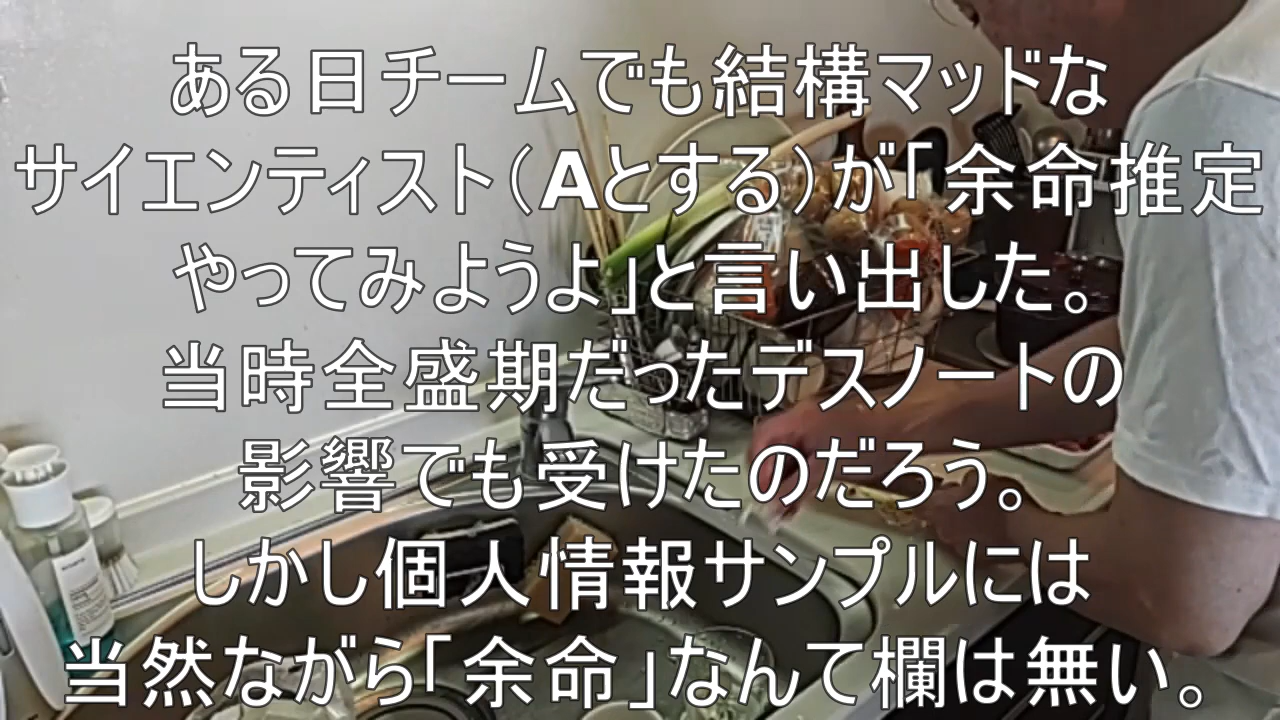 ある日チームでも結構マッドな
サイエンティスト（Aとする）が「余命推定
やってみようよ」と言い出した。
当時全盛期だったデスノートの
影響でも受けたのだろう。
しかし個人情報サンプルには
当然ながら「余命」なんて欄は無い。